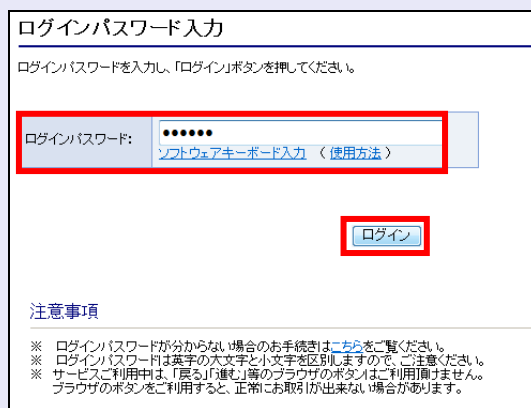 ログインパスワード入力
ログインパスワードを入力し、「ログイン」ボタンを押してください。
ログインパスワード: ●●●●●●
ソフトウェアキーボード入力 ( 使用方法 )
ログイン
注意事項
※ ログインパスワードが分からない場合のお手続きはこちらをご覧ください。
※ ログインパスワードは英字の大文字と小文字を区別しますので、ご注意ください。
※ サービスご利用中は、「戻る」「進む」等のブラウザのボタンはご利用頂けません。
ブラウザのボタンをご利用すると、正常にお取引が出来ない場合があります。